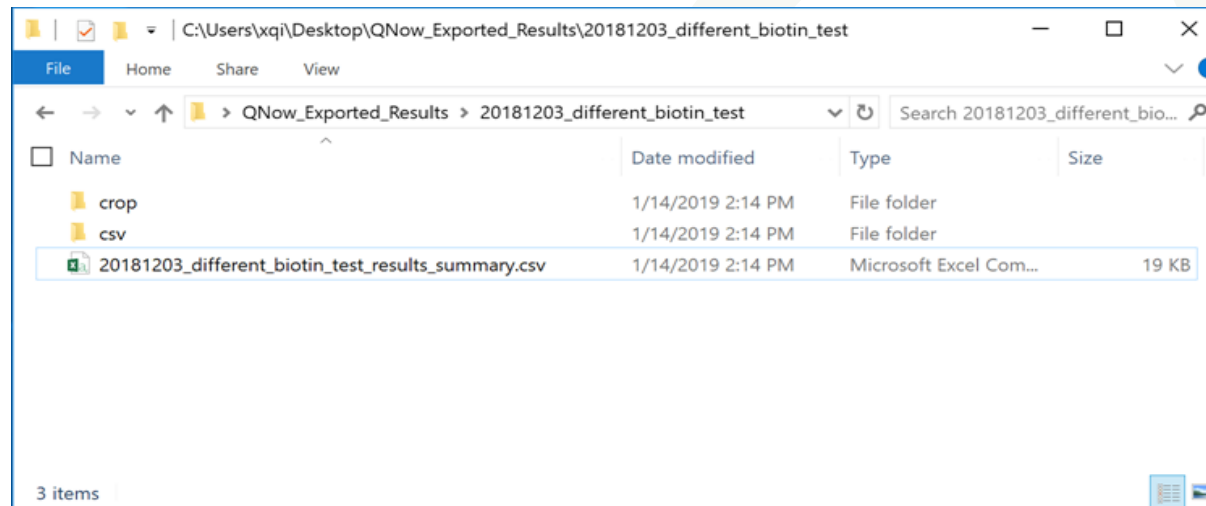 C:\Users\xqi\Desktop\QNow_Exported_Results\20181203_different_biotin_test
File Home Share View
QNow_Exported_Results > 20181203_different_biotin_test Search 20181203_different_bio...
Name Date modified Type Size
crop 1/14/2019 2:14 PM File folder
csv 1/14/2019 2:14 PM File folder
20181203_different_biotin_test_results_summary.csv 1/14/2019 2:14 PM Microsoft Excel Com... 19 KB
3 items